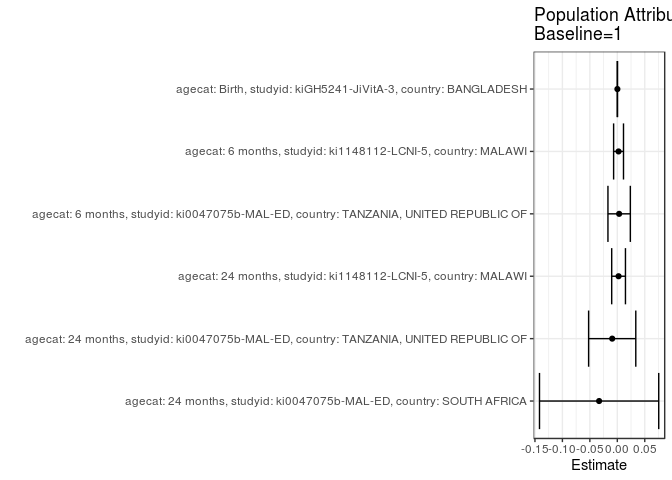 Population Attribu
Baseline=1
agecat: Birth, studyid: kiGH5241-JiVitA-3, country: BANGLADESH
agecat: 6 months, studyid: ki1148112-LCNI-5, country: MALAWI
agecat: 6 months, studyid: ki0047075b-MAL-ED, country: TANZANIA, UNITED REPUBLIC OF
agecat: 24 months, studyid: ki1148112-LCNI-5, country: MALAWI
agecat: 24 months, studyid: ki0047075b-MAL-ED, country: TANZANIA, UNITED REPUBLIC OF
agecat: 24 months, studyid: ki0047075b-MAL-ED, country: SOUTH AFRICA
-0.15 -0.10 -0.05 0.00 0.05
Estimate